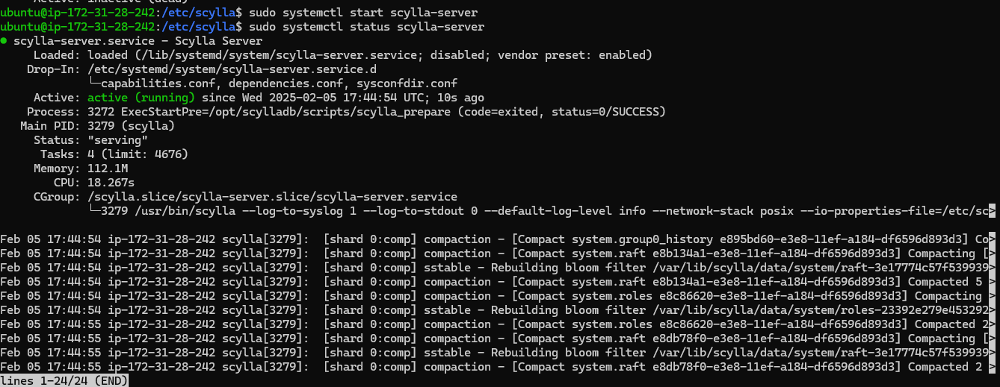 Active: inactive (dead)
ubuntu@ip-172-31-28-242:/etc/scylla$ sudo systemctl start scylla-server
ubuntu@ip-172-31-28-242:/etc/scylla$ sudo systemctl status scylla-server
● scylla-server.service - Scylla Server
Loaded: loaded (/lib/systemd/system/scylla-server.service; disabled; vendor preset: enabled)
Drop-In: /etc/systemd/system/scylla-server.service.d
└─capabilities.conf, dependencies.conf, sysconfdir.conf
Active: active (running) since Wed 2025-02-05 17:44:54 UTC; 10s ago
Process: 3272 ExecStartPre=/opt/scylladb/scripts/scylla_prepare (code=exited, status=0/SUCCESS)
Main PID: 3279 (scylla)
Status: "serving"
Tasks: 4 (limit: 4676)
Memory: 112.1M
CPU: 18.267s
CGroup: /scylla.slice/scylla-server.slice/scylla-server.service
└─3279 /usr/bin/scylla --log-to-syslog 1 --log-to-stdout 0 --default-log-level info --network-stack posix --io-properties-file=/etc/sc>
Feb 05 17:44:54 ip-172-31-28-242 scylla[3279]:  [shard 0:comp] compaction - [Compact system.group0_history e895bd60-e3e8-11ef-a184-df6596d893d3] Co>
Feb 05 17:44:54 ip-172-31-28-242 scylla[3279]:  [shard 0:comp] compaction - [Compact system.raft e8b134a1-e3e8-11ef-a184-df6596d893d3] Compacting [>
Feb 05 17:44:54 ip-172-31-28-242 scylla[3279]:  [shard 0:comp] sstable - Rebuilding bloom filter /var/lib/scylla/data/system/raft-3e17774c57f539939>
Feb 05 17:44:54 ip-172-31-28-242 scylla[3279]:  [shard 0:comp] compaction - [Compact system.raft e8b134a1-e3e8-11ef-a184-df6596d893d3] Compacted 5 >
Feb 05 17:44:54 ip-172-31-28-242 scylla[3279]:  [shard 0:comp] compaction - [Compact system.roles e8c86620-e3e8-11ef-a184-df6596d893d3] Compacting >
Feb 05 17:44:54 ip-172-31-28-242 scylla[3279]:  [shard 0:comp] sstable - Rebuilding bloom filter /var/lib/scylla/data/system/roles-23392e279e453292>
Feb 05 17:44:55 ip-172-31-28-242 scylla[3279]:  [shard 0:comp] compaction - [Compact system.roles e8c86620-e3e8-11ef-a184-df6596d893d3] Compacted 2>
Feb 05 17:44:55 ip-172-31-28-242 scylla[3279]:  [shard 0:comp] compaction - [Compact system.raft e8db78f0-e3e8-11ef-a184-df6596d893d3] Compacting [>
Feb 05 17:44:55 ip-172-31-28-242 scylla[3279]:  [shard 0:comp] sstable - Rebuilding bloom filter /var/lib/scylla/data/system/raft-3e17774c57f539939>
Feb 05 17:44:55 ip-172-31-28-242 scylla[3279]:  [shard 0:comp] compaction - [Compact system.raft e8db78f0-e3e8-11ef-a184-df6596d893d3] Compacted 2 >
lines 1-24/24 (END)